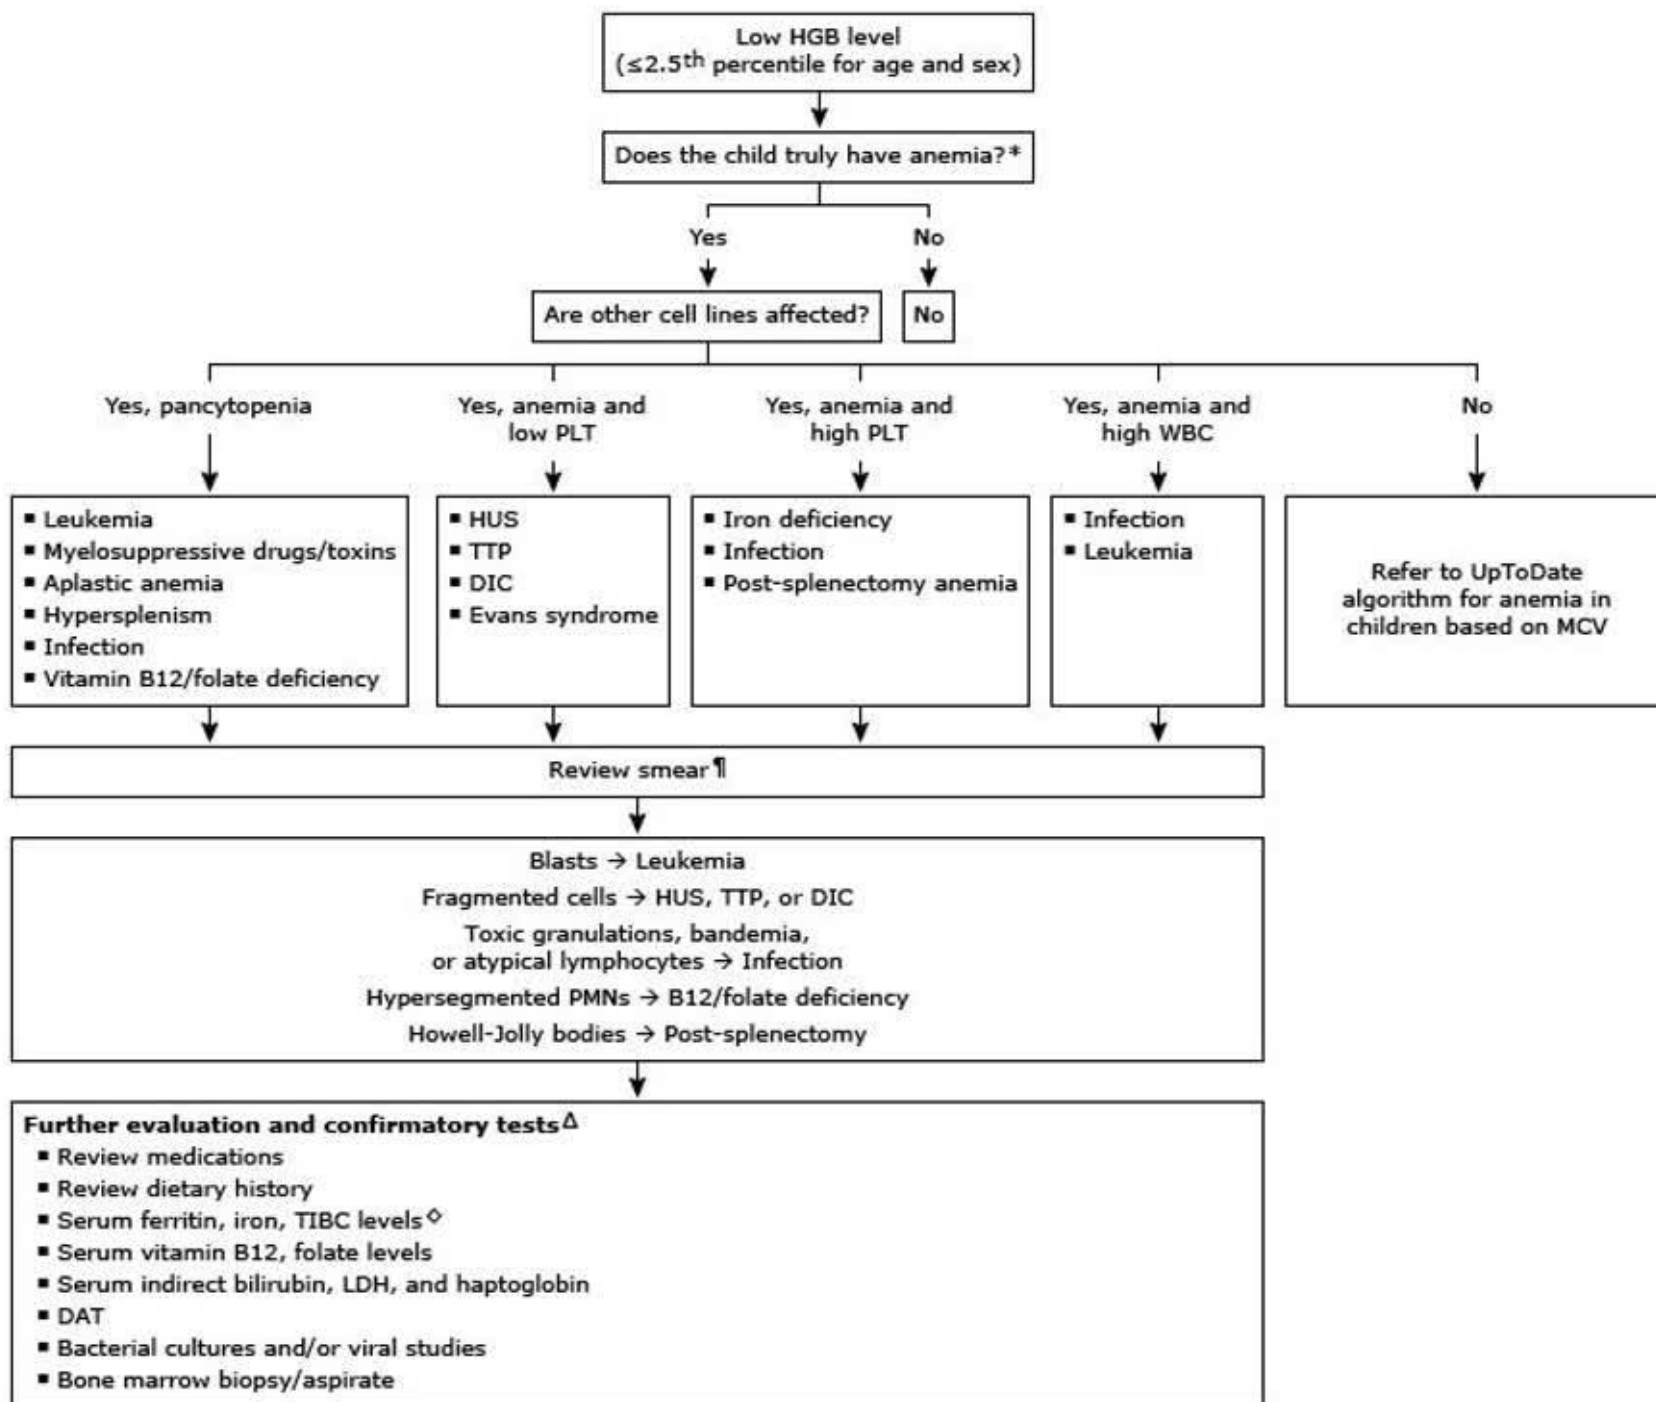 Low HGB level
(≤2.5th percentile for age and sex)
Does the child truly have anemia?*
Yes
No
Are other cell lines affected?
No
Yes, pancytopenia
Yes, anemia and
low PLT
Yes, anemia and
high PLT
Yes, anemia and
high WBC
No
▪ Leukemia
▪ Myelosuppressive drugs/toxins
▪ Aplastic anemia
▪ Hypersplenism
▪ Infection
▪ Vitamin B12/folate deficiency
▪ HUS
▪ TTP
▪ DIC
▪ Evans syndrome
▪ Iron deficiency
▪ Infection
▪ Post-splenectomy anemia
▪ Infection
▪ Leukemia
Refer to UpToDate
algorithm for anemia in
children based on MCV
Review smear¶
Blasts → Leukemia
Fragmented cells → HUS, TTP, or DIC
Toxic granulations, bandemia,
or atypical lymphocytes → Infection
Hypersegmented PMNs → B12/folate deficiency
Howell-Jolly bodies → Post-splenectomy
Further evaluation and confirmatory testsΔ
▪ Review medications
▪ Review dietary history
▪ Serum ferritin, iron, TIBC levels◊
▪ Serum vitamin B12, folate levels
▪ Serum indirect bilirubin, LDH, and haptoglobin
▪ DAT
▪ Bacterial cultures and/or viral studies
▪ Bone marrow biopsy/aspirate